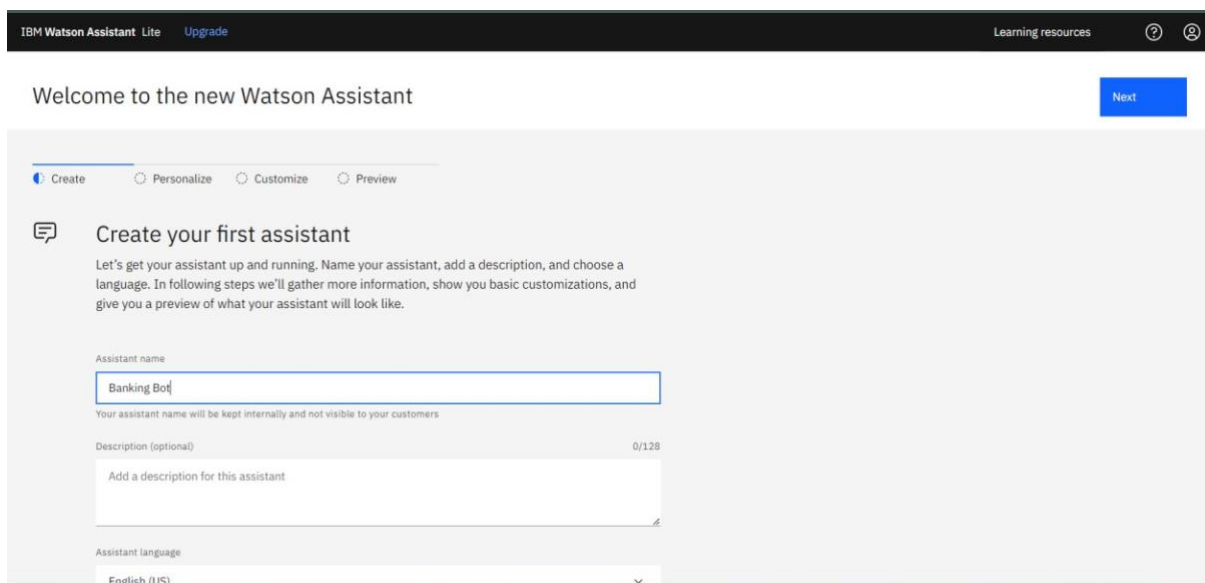 IBM Watson Assistant Lite Upgrade Learning resources
Welcome to the new Watson Assistant
Next
Create Personalize Customize Preview
Create your first assistant
Let's get your assistant up and running. Name your assistant, add a description, and choose a
language. In following steps we'll gather more information, show you basic customizations, and
give you a preview of what your assistant will look like.
Assistant name
Banking Bot
Your assistant name will be kept internally and not visible to your customers
Description (optional) 0/128
Add a description for this assistant
Assistant language
English (US)